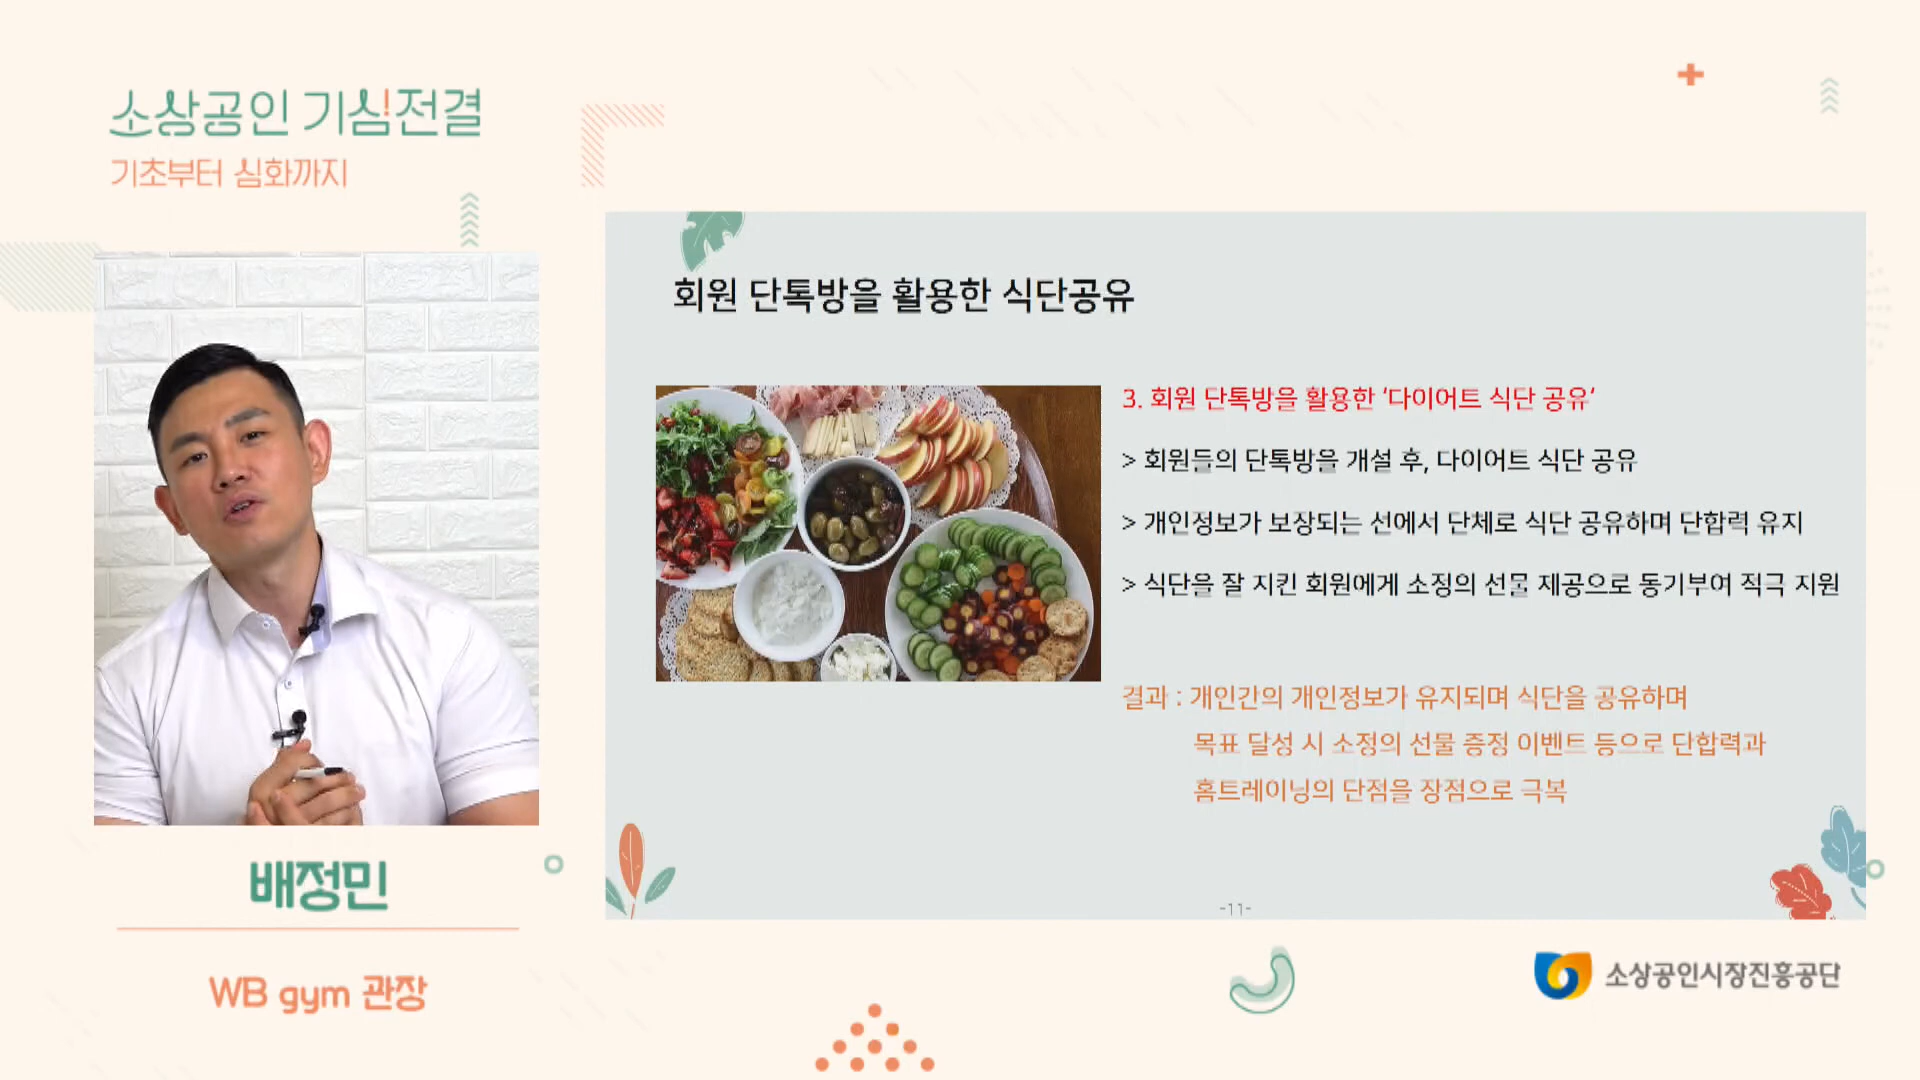 소상공인 기심전결
기초부터 심화까지
회원 단톡방을 활용한 식단공유
3. 회원 단톡방을 활용한 '다이어트 식단 공유'
> 회원들의 단톡방을 개설 후, 다이어트 식단 공유
> 개인정보가 보장되는 선에서 단체로 식단 공유하며 단합력 유지
> 식단을 잘 지킨 회원에게 소정의 선물 제공으로 동기부여 적극 지원
결과 : 개인간의 개인정보가 유지되며 식단을 공유하며
목표 달성 시 소정의 선물 증정 이벤트 등으로 단합력과
홈트레이닝의 단점을 장점으로 극복
-11-
배정민
WB gym 관장
소상공인시장진흥공단